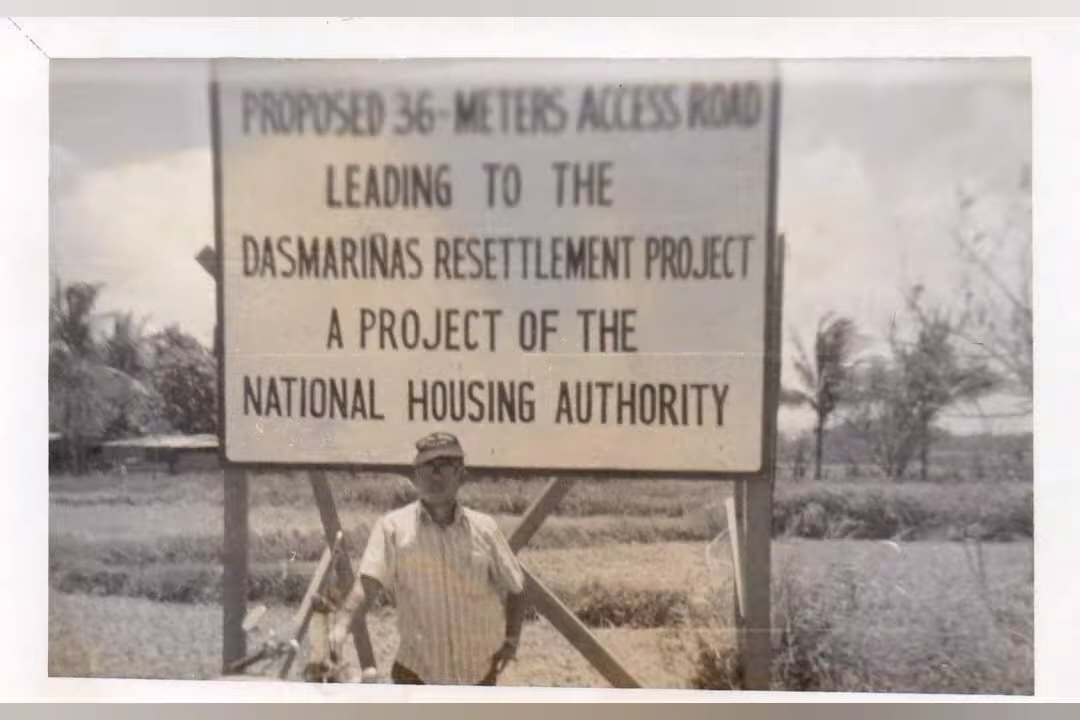 PROPOSED 36-METERS ACCESS ROAD
LEADING TO THE
DASMARIÑAS RESETTLEMENT PROJECT
A PROJECT OF THE
NATIONAL HOUSING AUTHORITY